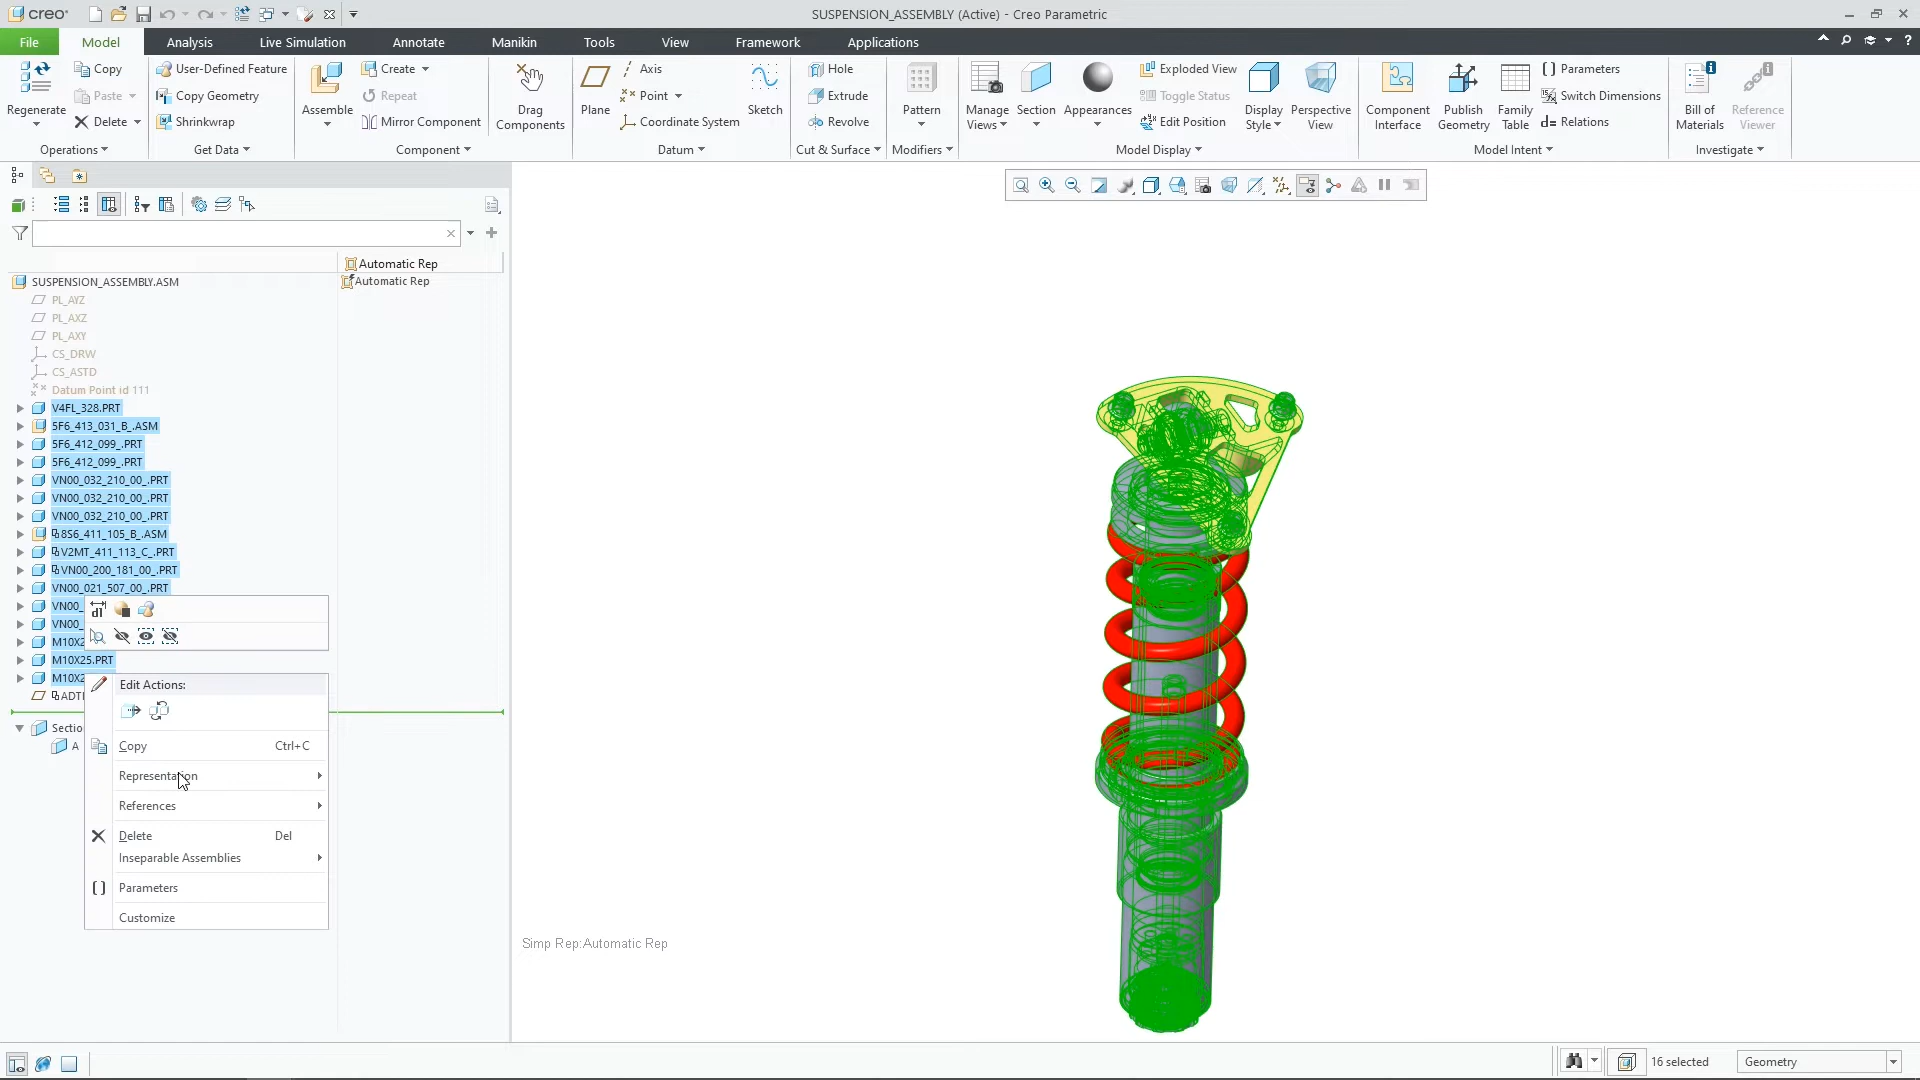 creo
SUSPENSION_ASSEMBLY (Active) - Creo Parametric
File Model Analysis Live Simulation Annotate Manikin Tools View Framework Applications
Regenerate
Copy
Paste
Delete
Operations
User-Defined Feature
Copy Geometry
Shrinkwrap
Get Data
Assemble
Create
Repeat
Mirror Component
Component
Drag Components
Plane
Axis
Point
Coordinate System
Sketch
Datum
Hole
Extrude
Revolve
Cut & Surface
Pattern
Modifiers
Manage Views
Section
Appearances
Exploded View
Toggle Status
Edit Position
Display Style
Perspective View
Model Display
Component Interface
Publish Geometry
Family Table
Parameters
Switch Dimensions
Relations
Model Intent
Bill of Materials
Reference Viewer
Investigate
Automatic Rep
SUSPENSION_ASSEMBLY.ASM Automatic Rep
PL_AYZ
PL_AXZ
PL_AXY
CS_DRW
CS_ASTD
Datum Point id 111
V4FL_328.PRT
5F6_413_031_B_.ASM
5F6_412_099_.PRT
5F6_412_099_.PRT
VN00_032_210_00_.PRT
VN00_032_210_00_.PRT
VN00_032_210_00_.PRT
8S6_411_105_B_.ASM
V2MT_411_113_C_.PRT
VN00_200_181_00_.PRT
VN00_021_507_00_.PRT
VN00_
VN00_
M10X2
M10X25.PRT
M10X2
ADT
Sectio
A
Edit Actions:
Copy Ctrl+C
Representation
References
Delete Del
Inseparable Assemblies
Parameters
Customize
Simp Rep:Automatic Rep
16 selected
Geometry